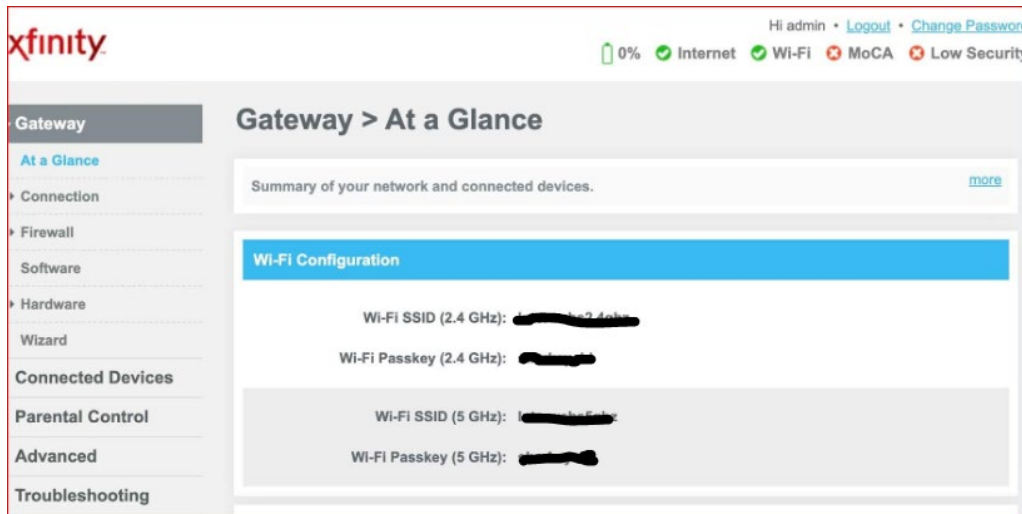 xfinity
Hi admin • Logout • Change Passwor
0% Internet Wi-Fi MoCA Low Security
Gateway
At a Glance
Connection
Firewall
Software
Hardware
Wizard
Connected Devices
Parental Control
Advanced
Troubleshooting
Gateway > At a Glance
Summary of your network and connected devices.
more
Wi-Fi Configuration
Wi-Fi SSID (2.4 GHz):
Wi-Fi Passkey (2.4 GHz):
Wi-Fi SSID (5 GHz):
Wi-Fi Passkey (5 GHz):